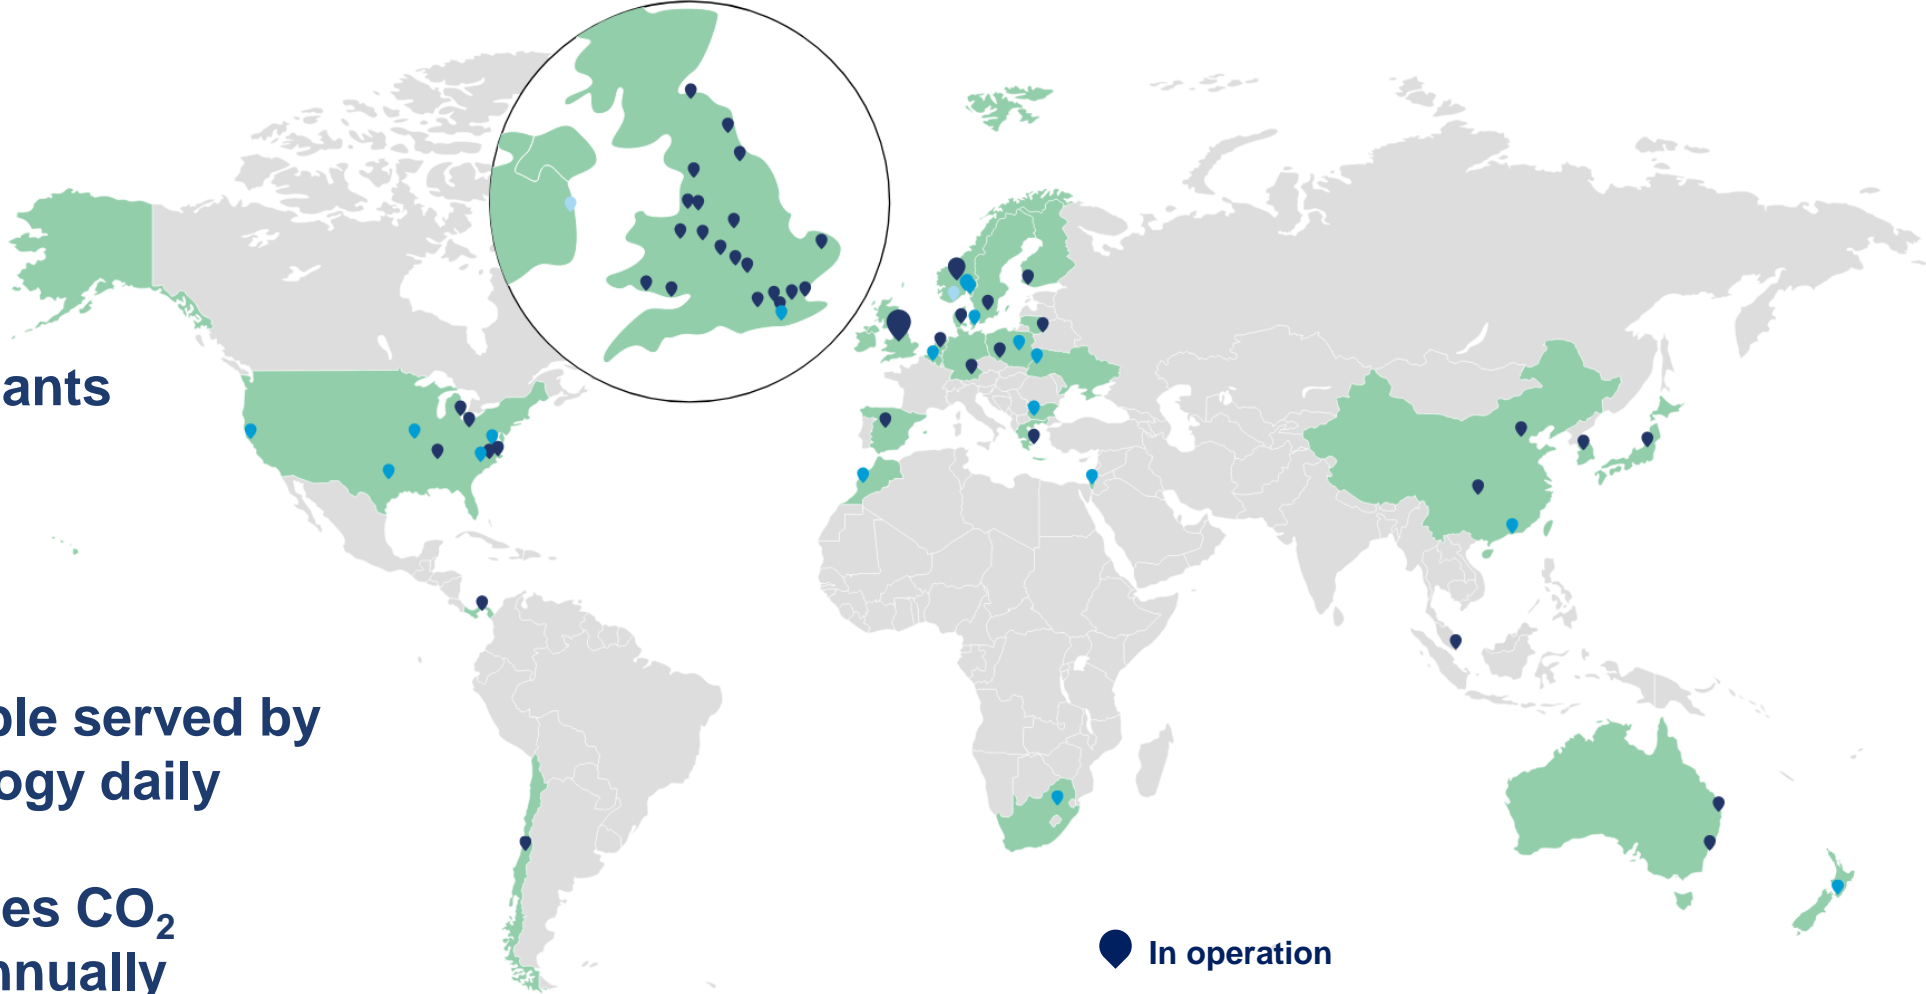 ants
ple served by
ogy daily
es CO₂
nnually
In operation